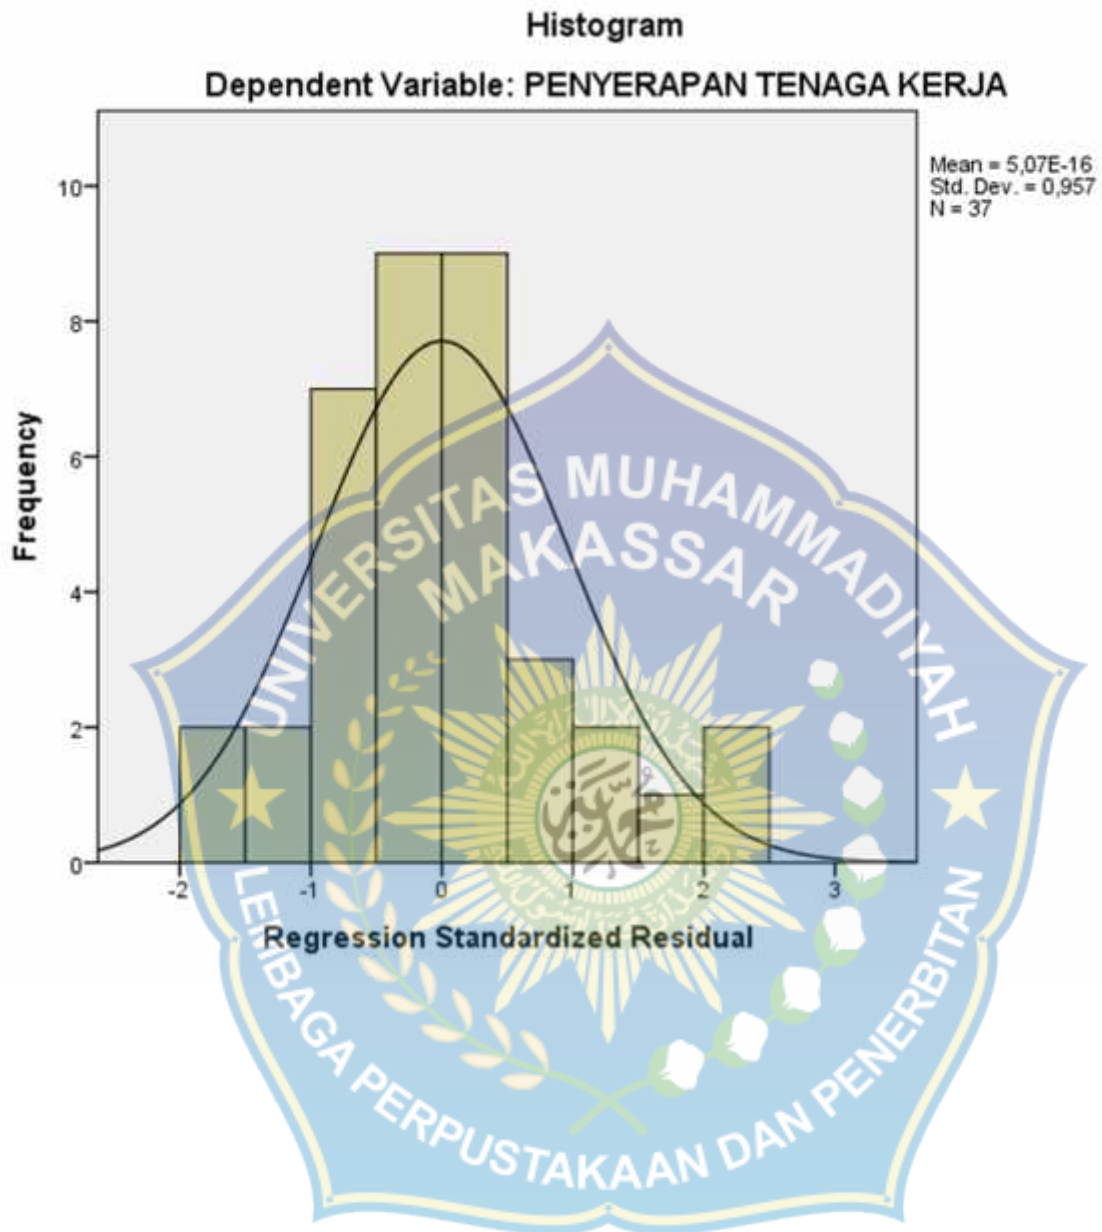 Histogram
Dependent Variable: PENYERAPAN TENAGA KERJA
Mean = 5,07E-16
Std. Dev. = 0,957
N = 37
Frequency
10
8
6
4
2
0
-2 -1 0 1 2 3
Regression Standardized Residual
UNIVERSITAS MUHAMMADIYAH
MAKASSAR
LEMBAGA PERPUSTAKAAN DAN PENERBITAN